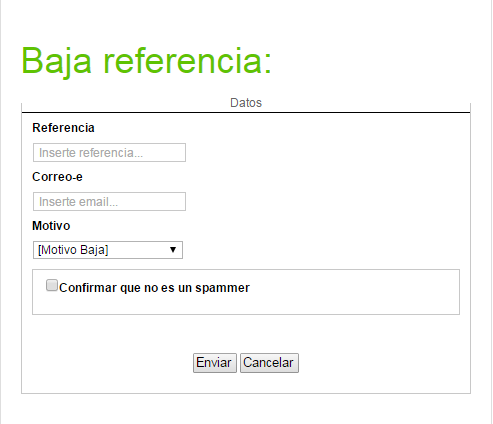 Baja referencia:
Datos
Referencia
Inserte referencia...
Correo-e
Inserte email...
Motivo
[Motivo Baja]
Confirmar que no es un spammer
Enviar Cancelar